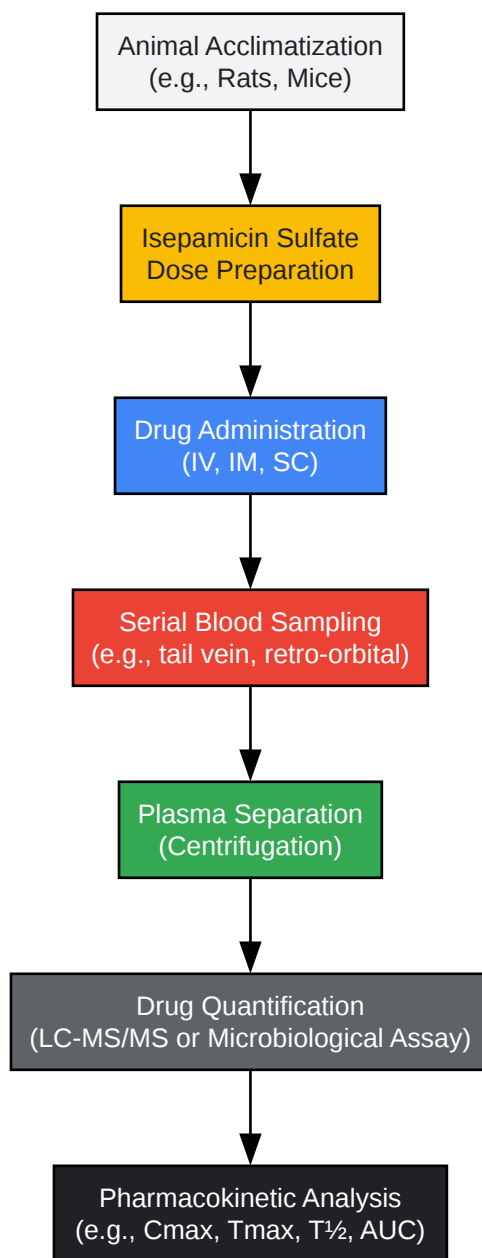 Animal Acclimatization
(e.g., Rats, Mice)
Isepamicin Sulfate
Dose Preparation
Drug Administration
(IV, IM, SC)
Serial Blood Sampling
(e.g., tail vein, retro-orbital)
Plasma Separation
(Centrifugation)
Drug Quantification
(LC-MS/MS or Microbiological Assay)
Pharmacokinetic Analysis
(e.g., Cmax, Tmax, T½, AUC)